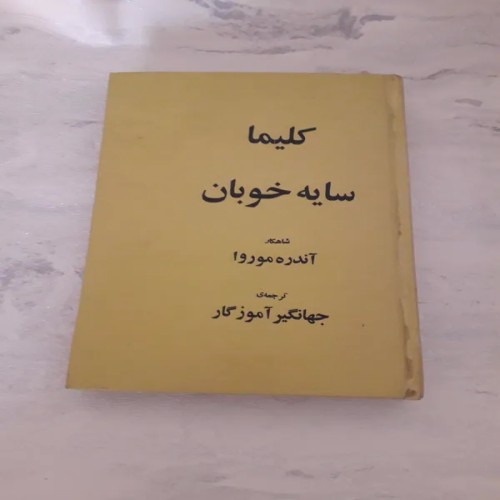 کلیما
سایه خوبان
شاهکار
آندره موروا
ترجمه‌ی
جهانگیر آموزگار